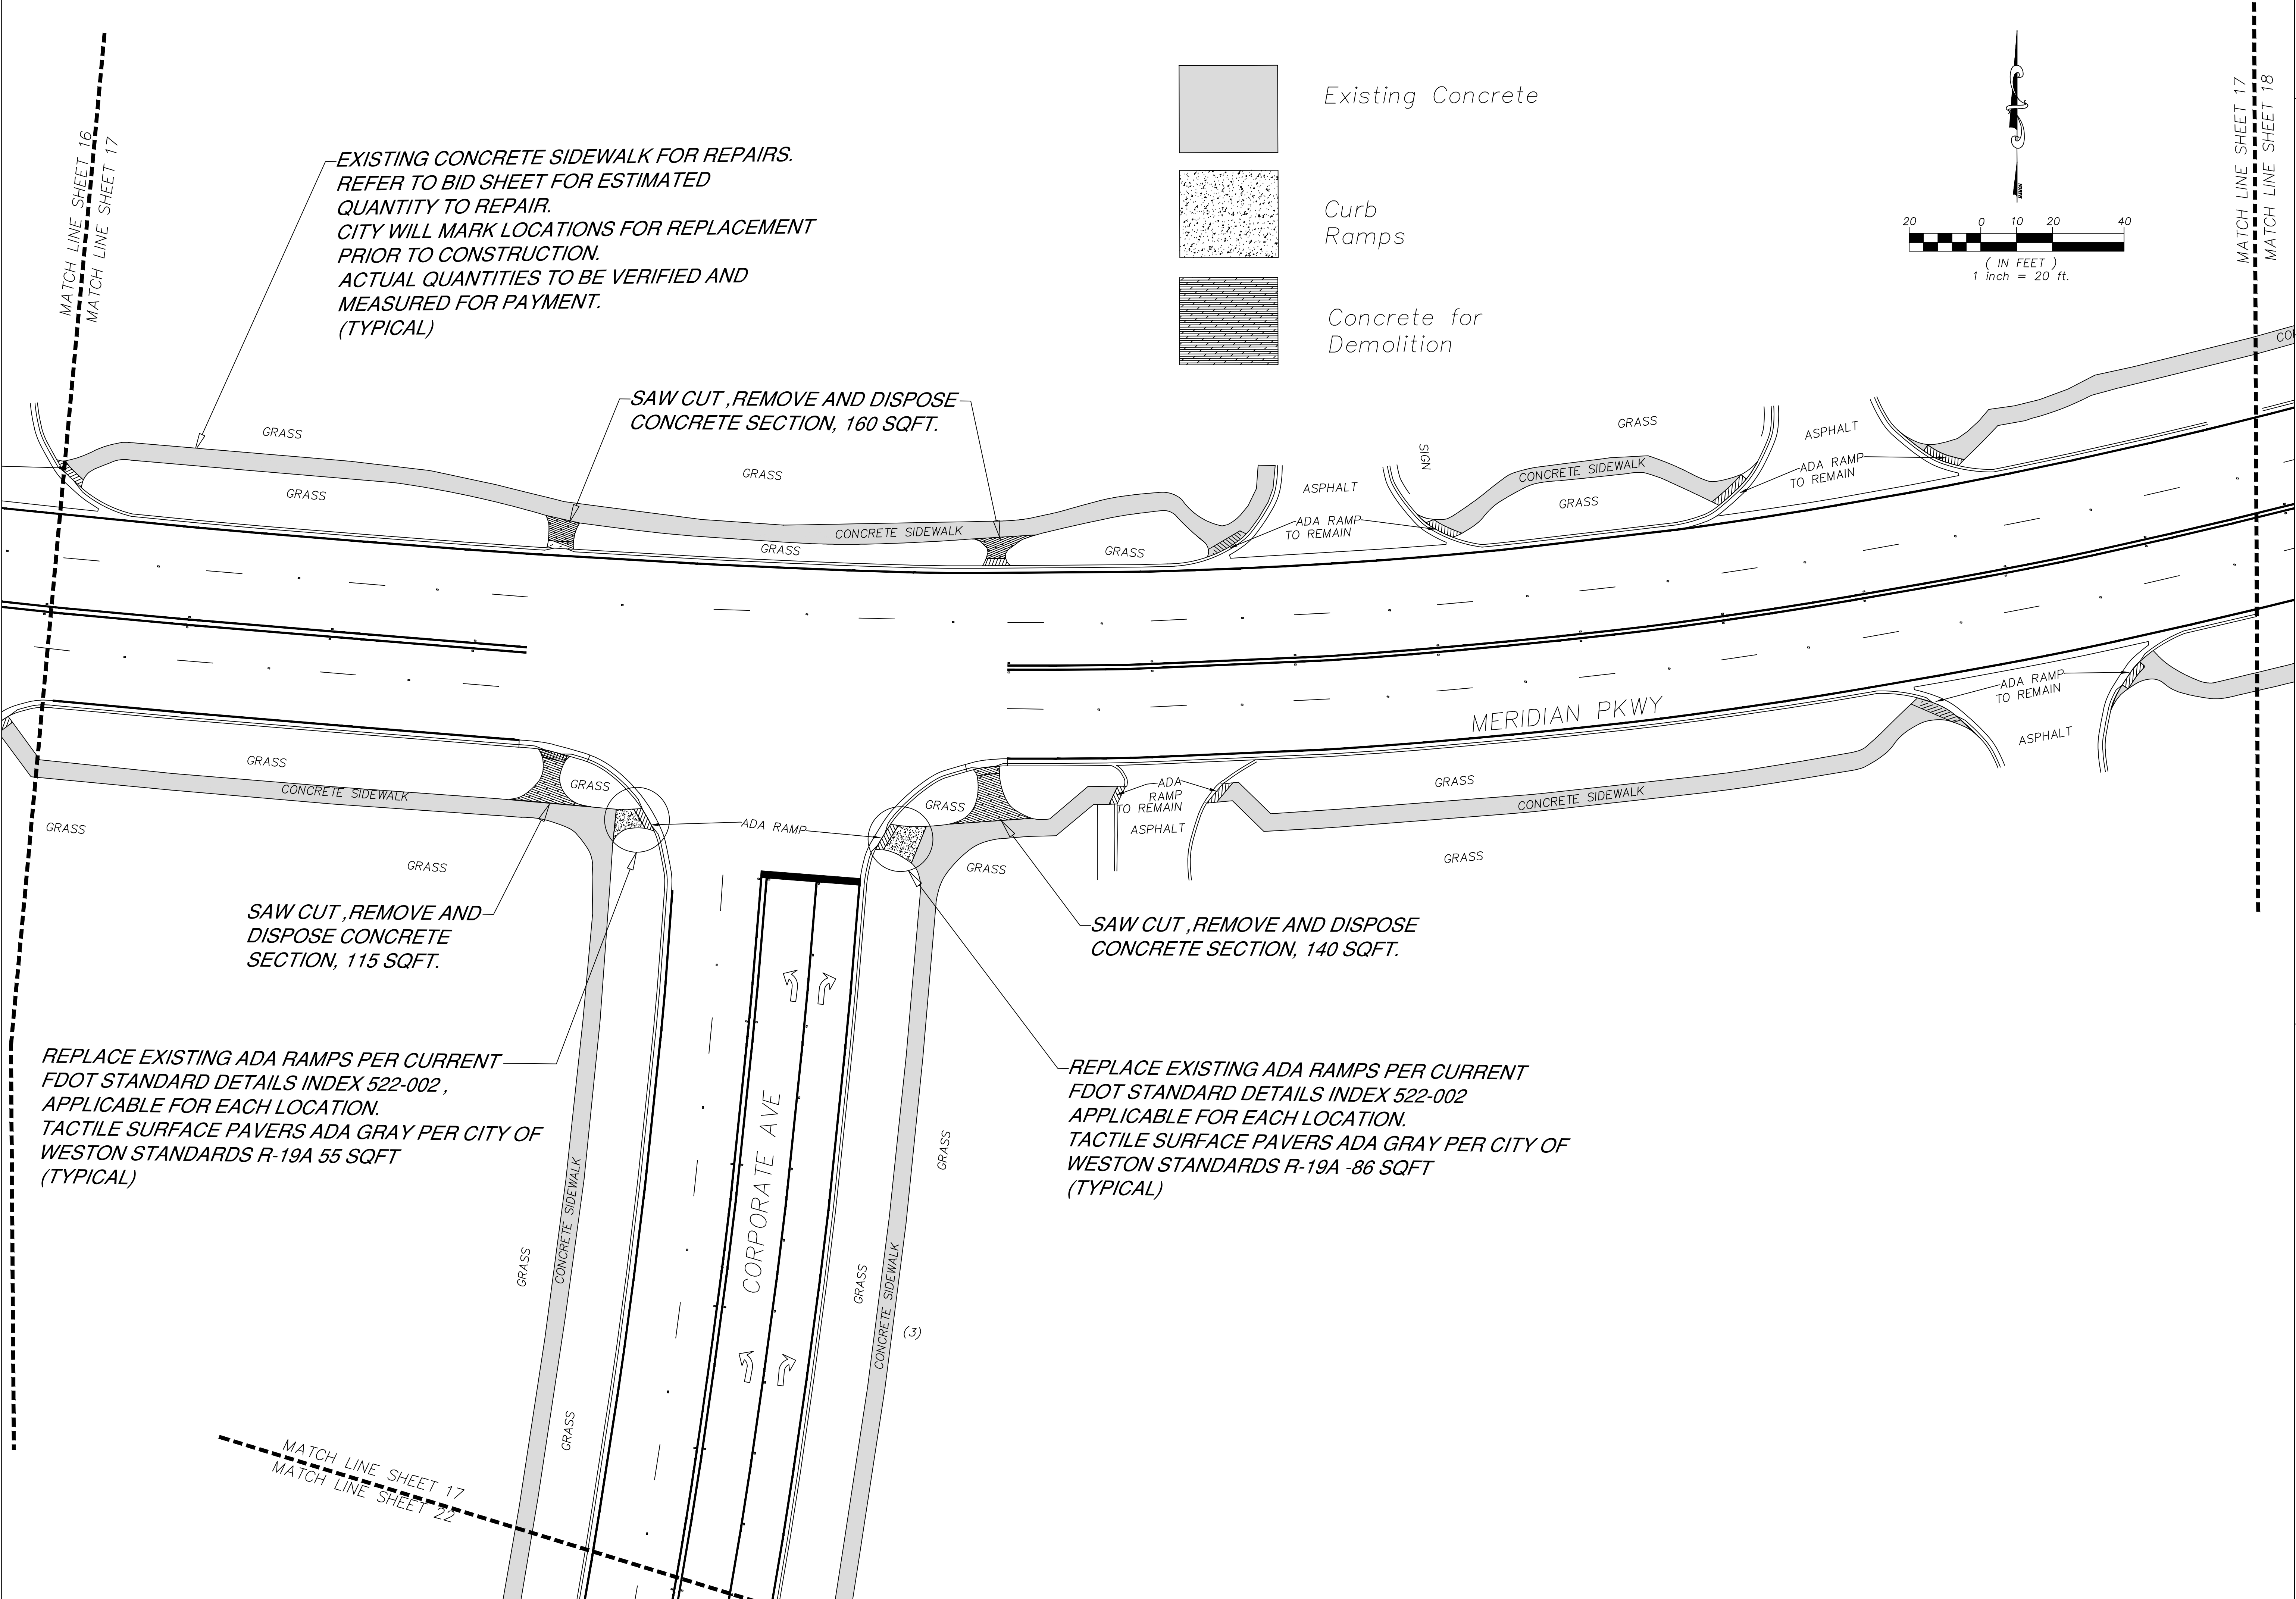 MATCH LINE SHEET 16
MATCH LINE SHEET 17
EXISTING CONCRETE SIDEWALK FOR REPAIRS.
REFER TO BID SHEET FOR ESTIMATED
QUANTITY TO REPAIR.
CITY WILL MARK LOCATIONS FOR REPLACEMENT
PRIOR TO CONSTRUCTION.
ACTUAL QUANTITIES TO BE VERIFIED AND
MEASURED FOR PAYMENT.
(TYPICAL)
Existing Concrete
Curb
Ramps
Concrete for
Demolition
NORTH
20 0 10 20 40
( IN FEET )
1 inch = 20 ft.
MATCH LINE SHEET 17
MATCH LINE SHEET 18
SAW CUT ,REMOVE AND DISPOSE
CONCRETE SECTION, 160 SQFT.
GRASS
GRASS
GRASS
CONCRETE SIDEWALK
GRASS
GRASS
ASPHALT
ADA RAMP
TO REMAIN
SIGN
GRASS
CONCRETE SIDEWALK
GRASS
ASPHALT
ADA RAMP
TO REMAIN
MERIDIAN PKWY
GRASS
CONCRETE SIDEWALK
GRASS
GRASS
GRASS
ADA RAMP
GRASS
GRASS
ADA
RAMP
TO REMAIN
ASPHALT
GRASS
CONCRETE SIDEWALK
GRASS
ADA RAMP
TO REMAIN
ASPHALT
SAW CUT ,REMOVE AND
DISPOSE CONCRETE
SECTION, 115 SQFT.
SAW CUT ,REMOVE AND DISPOSE
CONCRETE SECTION, 140 SQFT.
REPLACE EXISTING ADA RAMPS PER CURRENT
FDOT STANDARD DETAILS INDEX 522-002 ,
APPLICABLE FOR EACH LOCATION.
TACTILE SURFACE PAVERS ADA GRAY PER CITY OF
WESTON STANDARDS R-19A 55 SQFT
(TYPICAL)
REPLACE EXISTING ADA RAMPS PER CURRENT
FDOT STANDARD DETAILS INDEX 522-002
APPLICABLE FOR EACH LOCATION.
TACTILE SURFACE PAVERS ADA GRAY PER CITY OF
WESTON STANDARDS R-19A -86 SQFT
(TYPICAL)
GRASS
CONCRETE SIDEWALK
GRASS
CORPORATE AVE
GRASS
CONCRETE SIDEWALK
GRASS
(3)
MATCH LINE SHEET 17
MATCH LINE SHEET 22